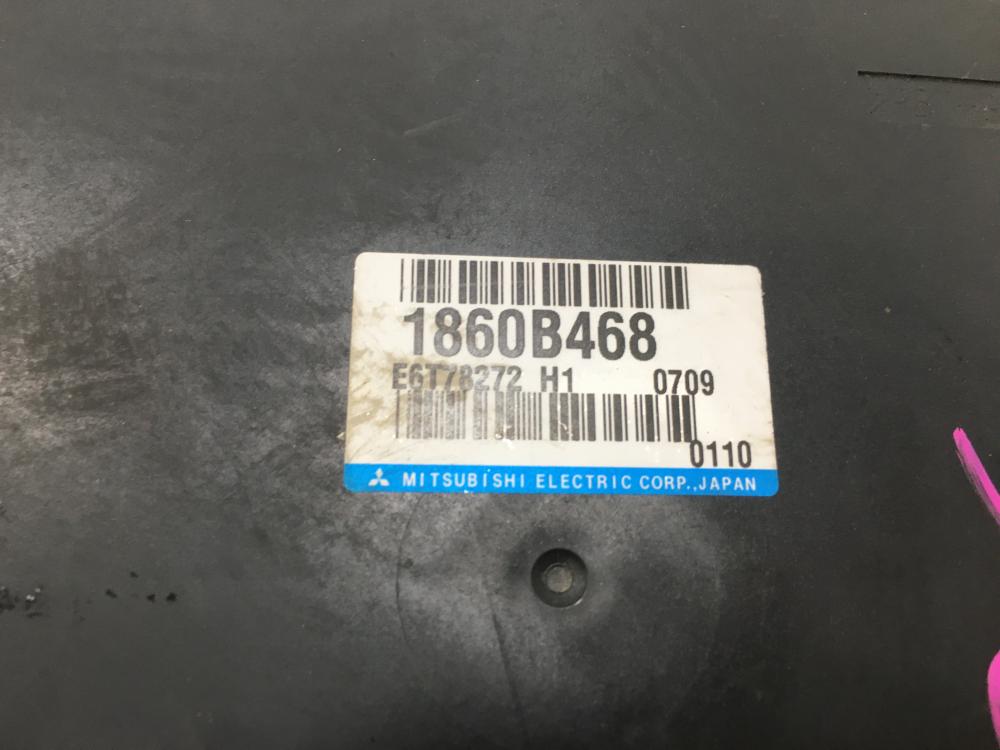 1860B468
E6T78272 H1 0709
0110
MITSUBISHI ELECTRIC CORP.,JAPAN